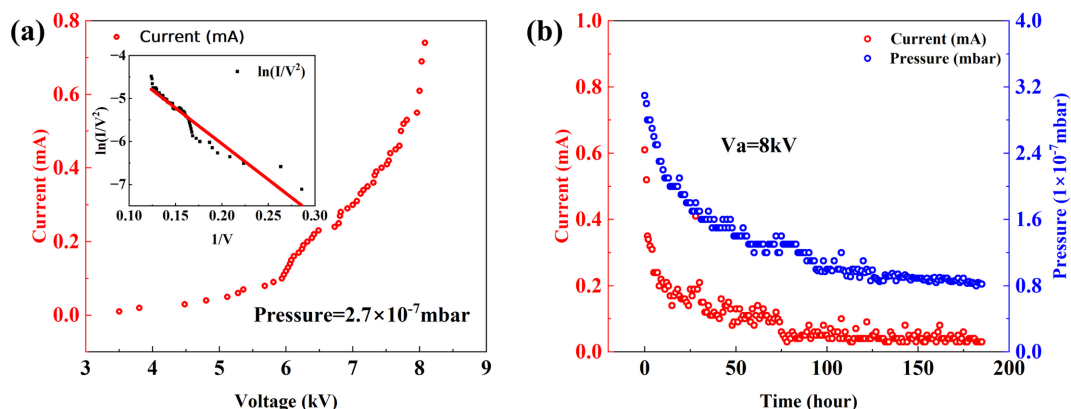 (a)
Current (mA)
0.8
0.6
0.4
0.2
0.0
Current (mA)
ln(I/V²)
−4
−5
−6
−7
ln(I/V²)
0.10 0.15 0.20 0.25 0.30
1/V
Pressure=2.7×10⁻⁷mbar
3 4 5 6 7 8 9
Voltage (kV)
(b)
Current (mA)
1.0
0.8
0.6
0.4
0.2
0.0
Current (mA)
Pressure (mbar)
Va=8kV
4.0
3.2
2.4
1.6
0.8
0.0
Pressure (1×10⁻⁷mbar)
0 50 100 150 200
Time (hour)